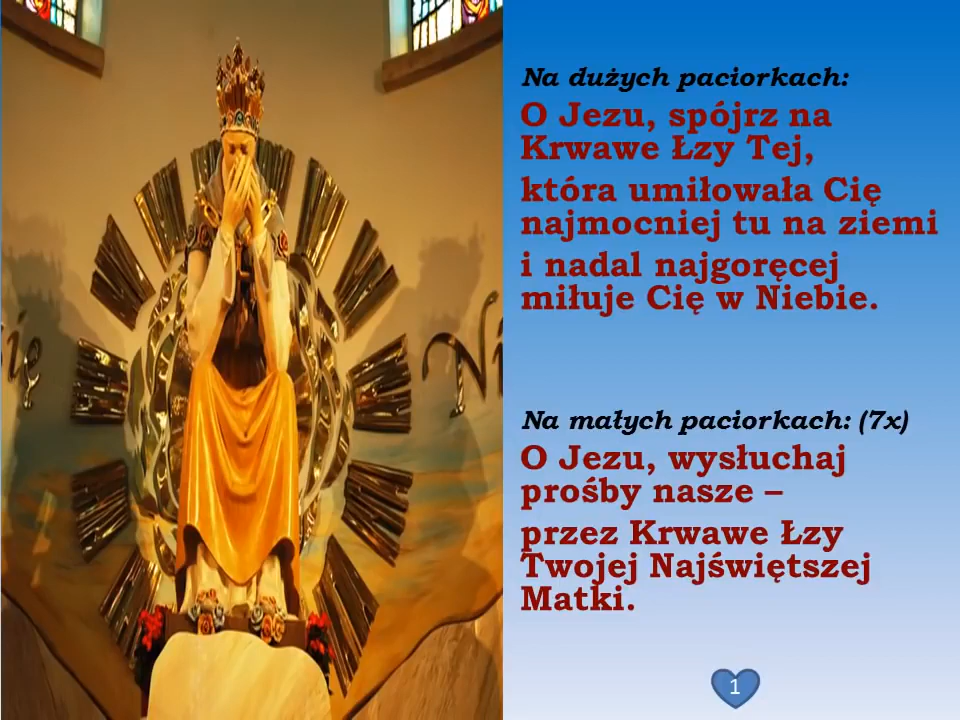 Na dużych paciorkach:
O Jezu, spójrz na
Krwawe Łzy Tej,
która umiłowała Cię
najmocniej tu na ziemi
i nadal najgoręcej
miłuje Cię w Niebie.
Na małych paciorkach: (7x)
O Jezu, wysłuchaj
prośby nasze –
przez Krwawe Łzy
Twojej Najświętszej
Matki.
1